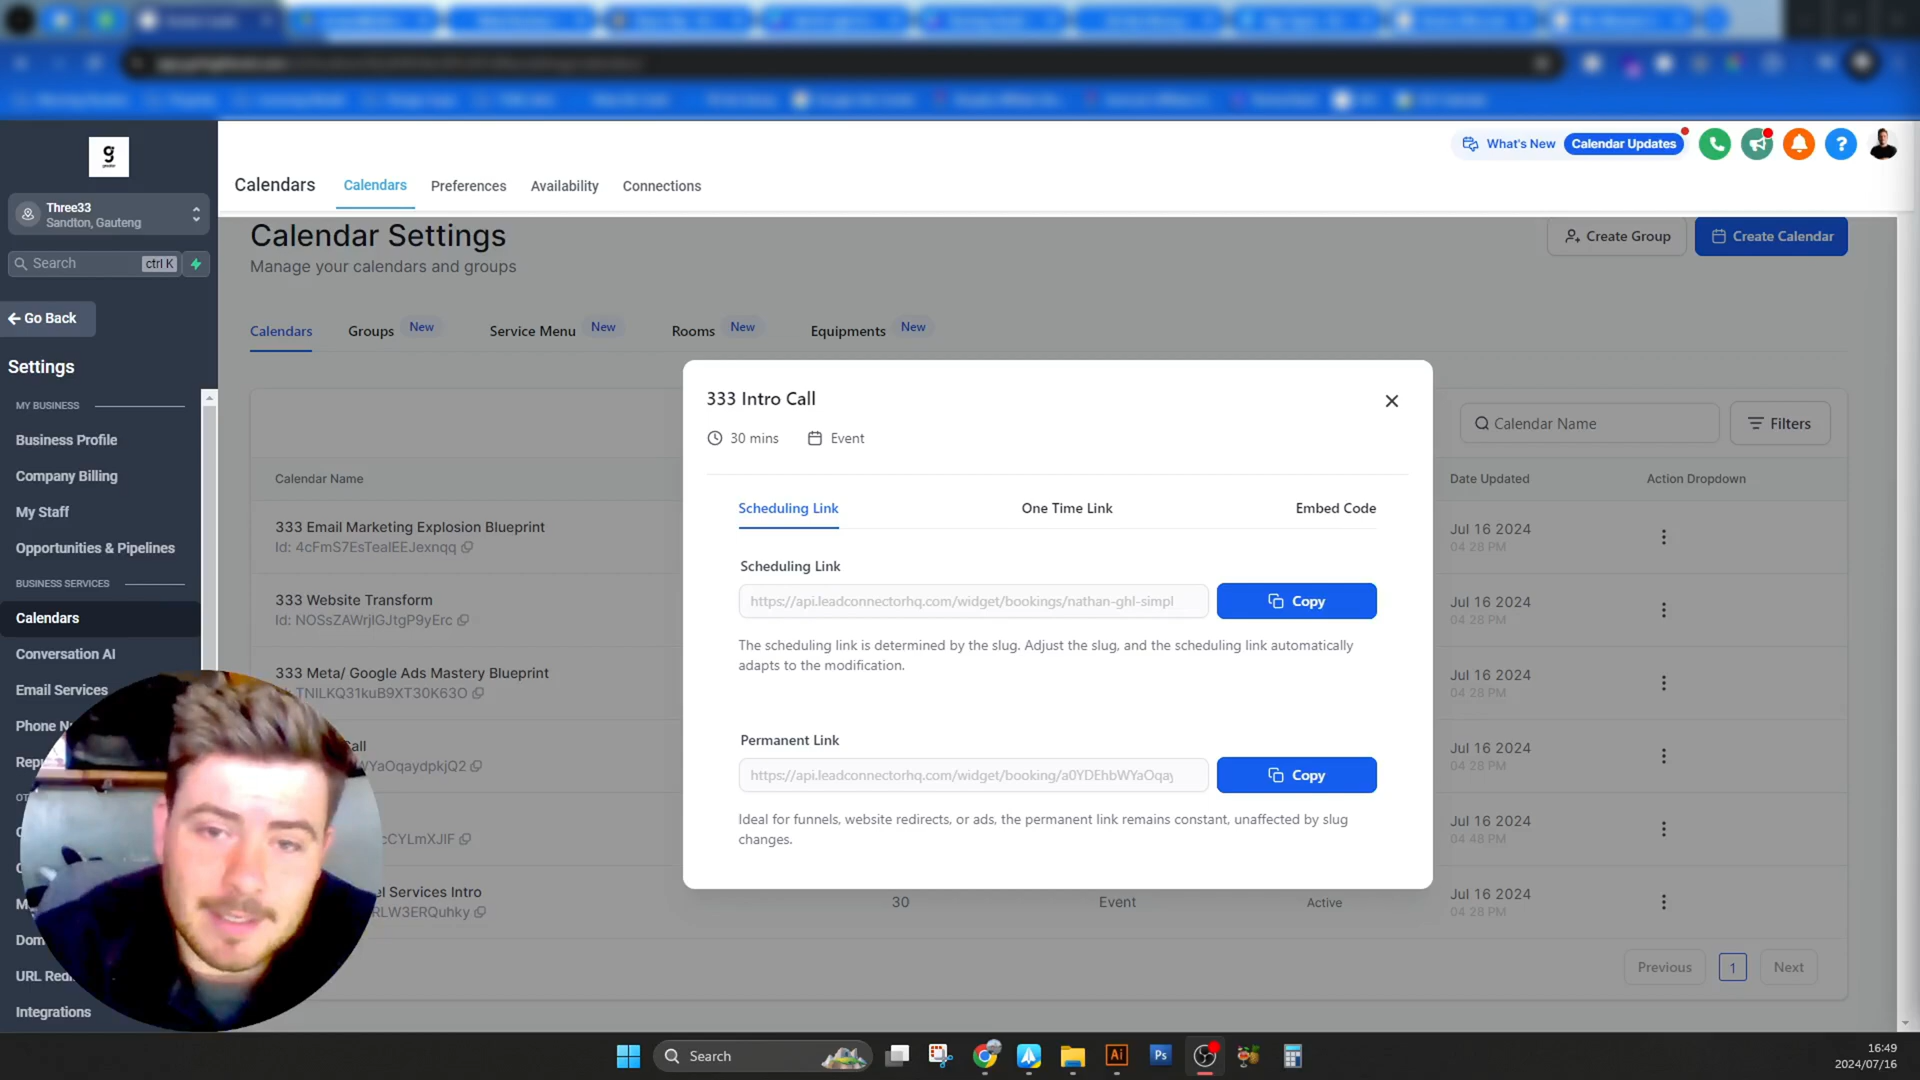 What's New
Calendar Updates
g
Three33
Sandton, Gauteng
Calendars
Calendars
Preferences
Availability
Connections
Search
ctrl K
Calendar Settings
Manage your calendars and groups
Create Group
Create Calendar
Go Back
Calendars
Groups New
Service Menu New
Rooms New
Equipments New
Settings
MY BUSINESS
Business Profile
Company Billing
My Staff
Opportunities & Pipelines
BUSINESS SERVICES
Calendars
Conversation AI
Email Services
Phone N
Rep
Dom
URL Redi
Integrations
Calendar Name
Filters
Calendar Name
Date Updated
Action Dropdown
333 Email Marketing Explosion Blueprint
Id: 4cFmS7EsTeaIEEJexnqq
Jul 16 2024
04 28 PM
333 Website Transform
Id: NOSsZAWrjIGJtgP9yErc
Jul 16 2024
04 28 PM
333 Meta/ Google Ads Mastery Blueprint
TNILKQ31kuB9XT30K63O
Jul 16 2024
04 28 PM
all
VYaOqaydpkjQ2
Jul 16 2024
04 28 PM
cCYLmXJIF
Jul 16 2024
04 48 PM
el Services Intro
RLW3ERQuhky
30
Event
Active
Jul 16 2024
04 28 PM
Previous
1
Next
333 Intro Call
30 mins
Event
Scheduling Link
One Time Link
Embed Code
Scheduling Link
https://api.leadconnectorhq.com/widget/bookings/nathan-ghl-simpl
Copy
The scheduling link is determined by the slug. Adjust the slug, and the scheduling link automatically
adapts to the modification.
Permanent Link
https://api.leadconnectorhq.com/widget/booking/a0YDEhbWYaOqay
Copy
Ideal for funnels, website redirects, or ads, the permanent link remains constant, unaffected by slug
changes.
Search
Ai
Ps
16:49
2024/07/16